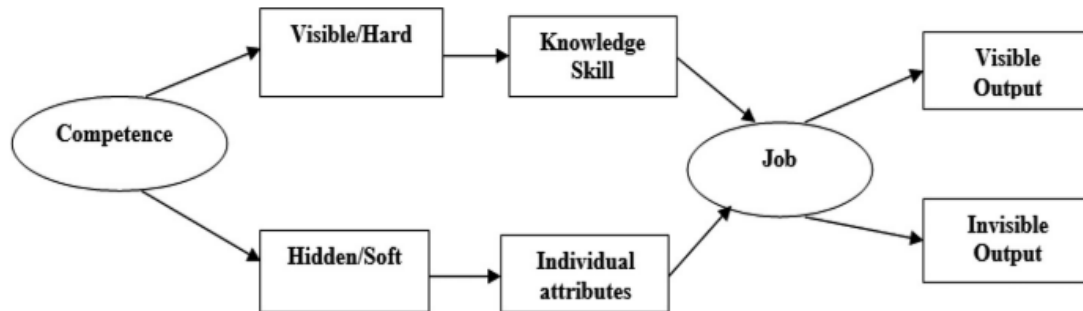 Visible/Hard
Knowledge
Skill
Visible
Output
Competence
Job
Hidden/Soft
Individual
attributes
Invisible
Output